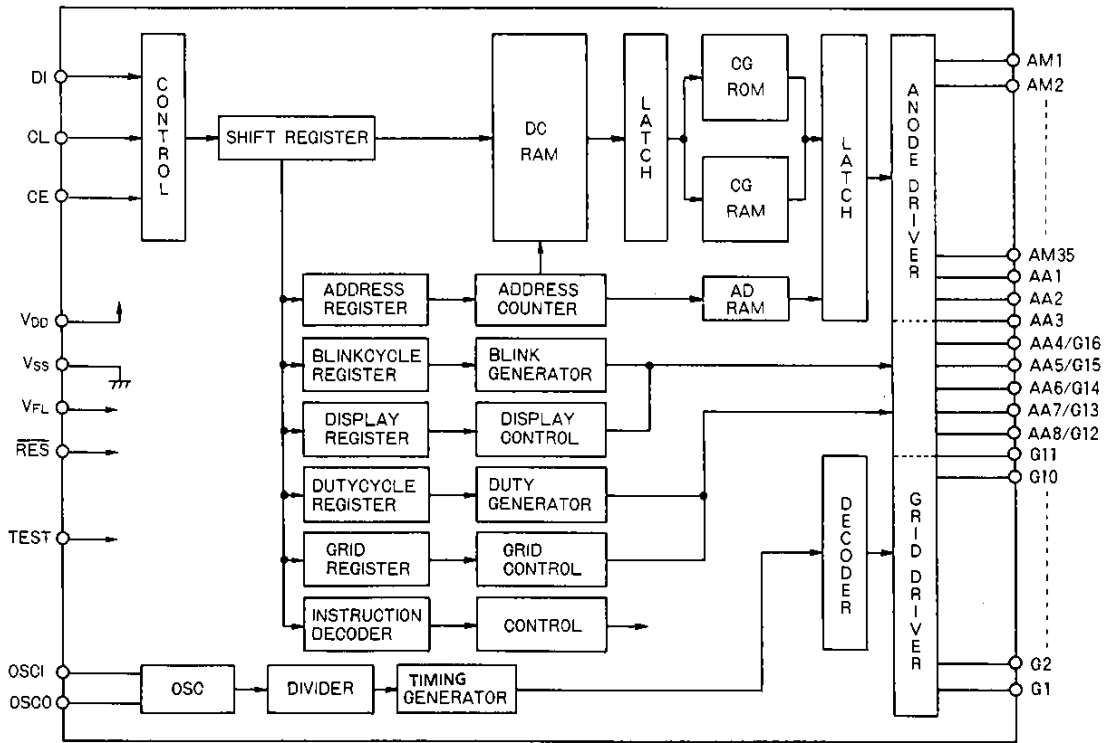 DI
CL
CE
VDD
VSS
VFL
RES
TEST
OSCI
OSCO
CONTROL
SHIFT REGISTER
DC
RAM
LATCH
CG
ROM
CG
RAM
LATCH
ANODE DRIVER
ADDRESS
REGISTER
ADDRESS
COUNTER
AD
RAM
BLINKCYCLE
REGISTER
BLINK
GENERATOR
DISPLAY
REGISTER
DISPLAY
CONTROL
DUTYCYCLE
REGISTER
DUTY
GENERATOR
GRID
REGISTER
GRID
CONTROL
INSTRUCTION
DECODER
CONTROL
OSC
DIVIDER
TIMING
GENERATOR
DECODER
GRID DRIVER
AM1
AM2
AM35
AA1
AA2
AA3
AA4/G16
AA5/G15
AA6/G14
AA7/G13
AA8/G12
G11
G10
G2
G1